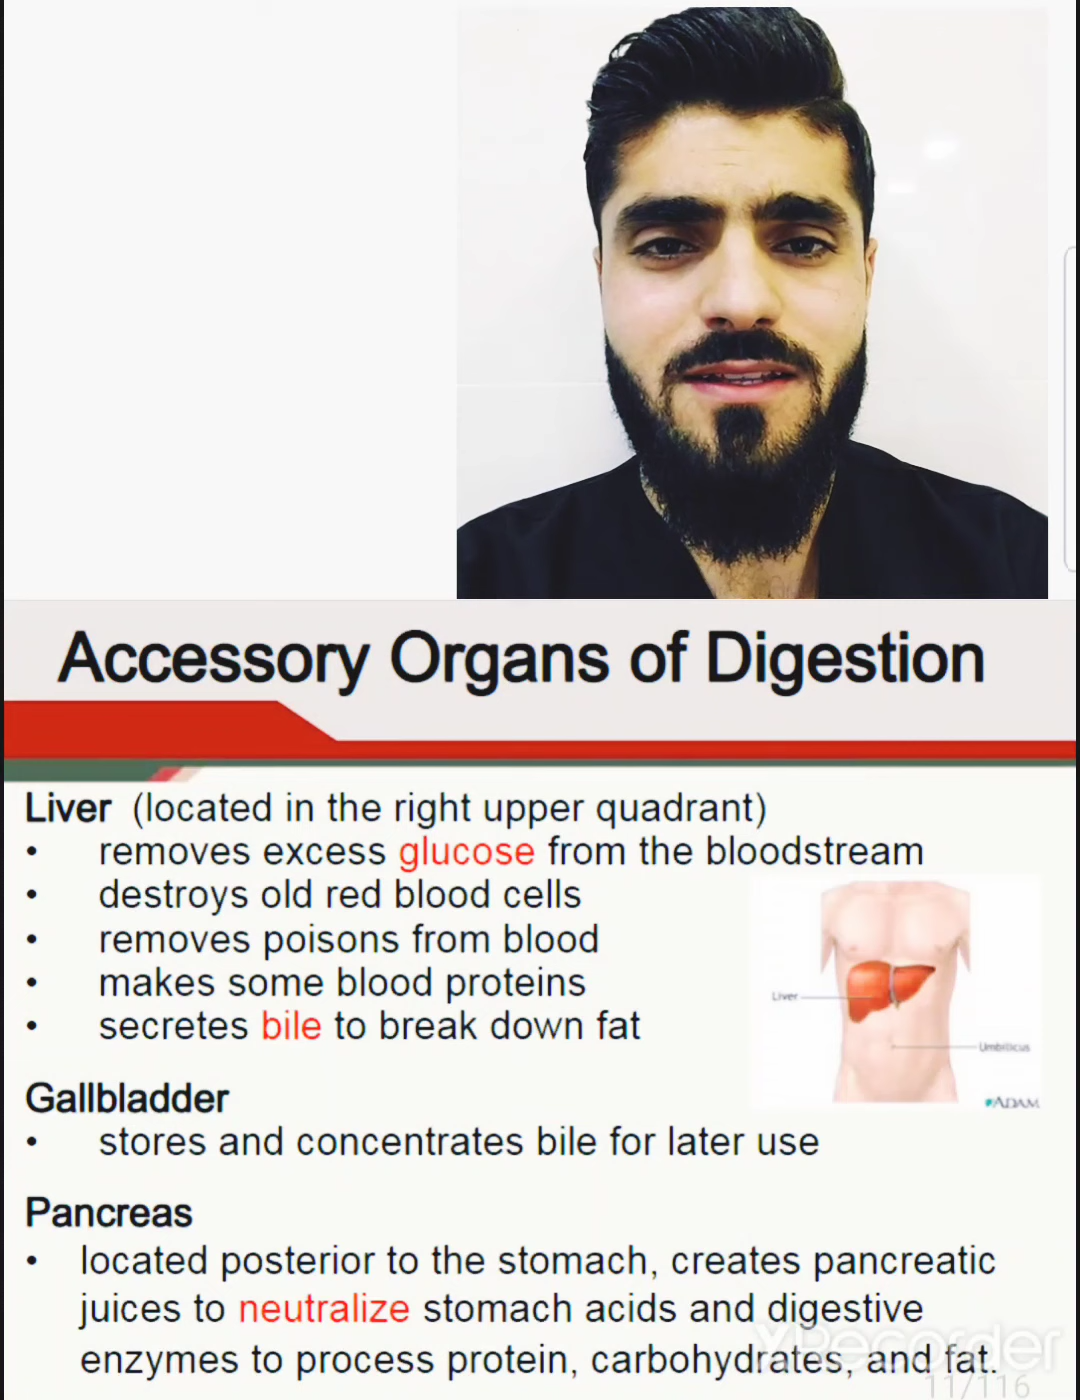 Accessory Organs of Digestion
Liver (located in the right upper quadrant)
• removes excess glucose from the bloodstream
• destroys old red blood cells
• removes poisons from blood
• makes some blood proteins
• secretes bile to break down fat
Liver
Umbilicus
ADAM
Gallbladder
• stores and concentrates bile for later use
Pancreas
• located posterior to the stomach, creates pancreatic
juices to neutralize stomach acids and digestive
enzymes to process protein, carbohydrates, and fat.
XRecorder
11/116